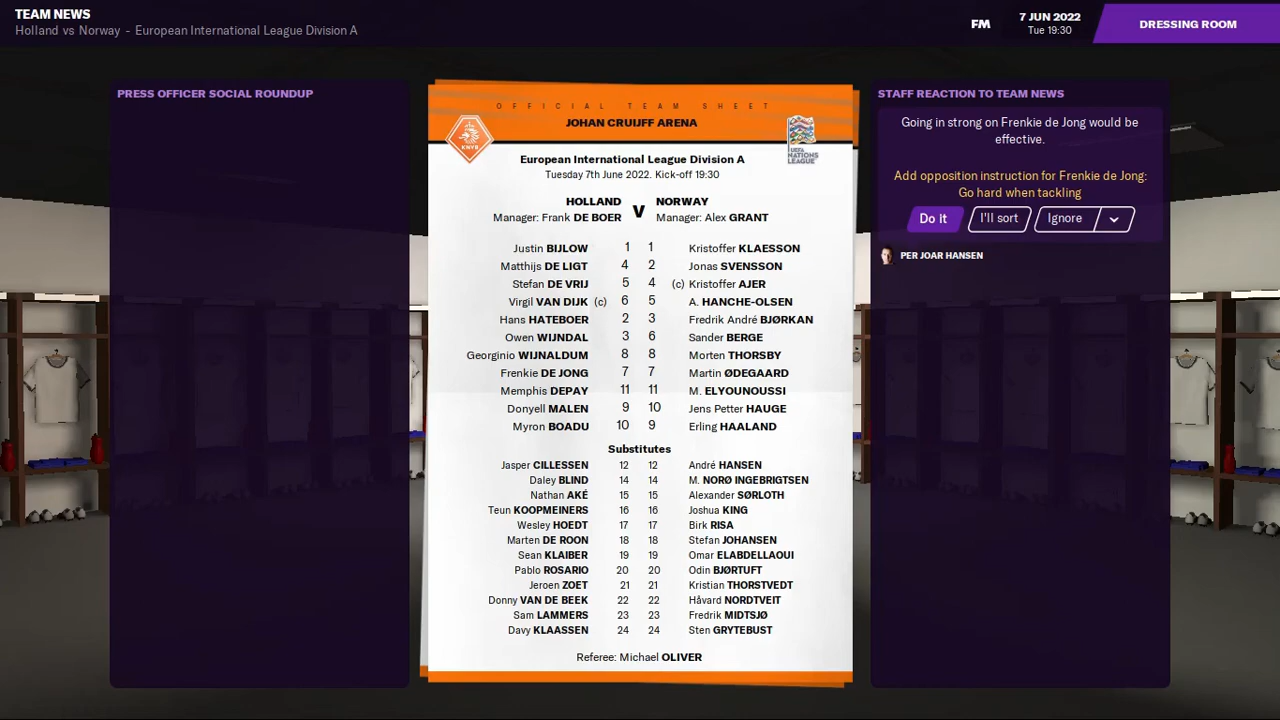 TEAM NEWS
Holland vs Norway - European International League Division A
FM
7 JUN 2022
Tue 19:30
DRESSING ROOM
PRESS OFFICER SOCIAL ROUNDUP
OFFICIAL TEAM SHEET
JOHAN CRUIJFF ARENA
KNVB
UEFA
NATIONS
LEAGUE
European International League Division A
Tuesday 7th June 2022. Kick-off 19:30
HOLLAND V NORWAY
Manager: Frank DE BOER Manager: Alex GRANT
Justin BIJLOW 1 1 Kristoffer KLAESSON
Matthijs DE LIGT 4 2 Jonas SVENSSON
Stefan DE VRIJ 5 4 (c) Kristoffer AJER
Virgil VAN DIJK (c) 6 5 A. HANCHE-OLSEN
Hans HATEBOER 2 3 Fredrik André BJØRKAN
Owen WIJNDAL 3 6 Sander BERGE
Georginio WIJNALDUM 8 8 Morten THORSBY
Frenkie DE JONG 7 7 Martin ØDEGAARD
Memphis DEPAY 11 11 M. ELYOUNOUSSI
Donyell MALEN 9 10 Jens Petter HAUGE
Myron BOADU 10 9 Erling HAALAND
Substitutes
Jasper CILLESSEN 12 12 André HANSEN
Daley BLIND 14 14 M. NORØ INGEBRIGTSEN
Nathan AKÉ 15 15 Alexander SØRLOTH
Teun KOOPMEINERS 16 16 Joshua KING
Wesley HOEDT 17 17 Birk RISA
Marten DE ROON 18 18 Stefan JOHANSEN
Sean KLAIBER 19 19 Omar ELABDELLAOUI
Pablo ROSARIO 20 20 Odin BJØRTUFT
Jeroen ZOET 21 21 Kristian THORSTVEDT
Donny VAN DE BEEK 22 22 Håvard NORDTVEIT
Sam LAMMERS 23 23 Fredrik MIDTSJØ
Davy KLAASSEN 24 24 Sten GRYTEBUST
Referee: Michael OLIVER
STAFF REACTION TO TEAM NEWS
Going in strong on Frenkie de Jong would be
effective.
Add opposition instruction for Frenkie de Jong:
Go hard when tackling
Do it
I'll sort
Ignore
PER JOAR HANSEN